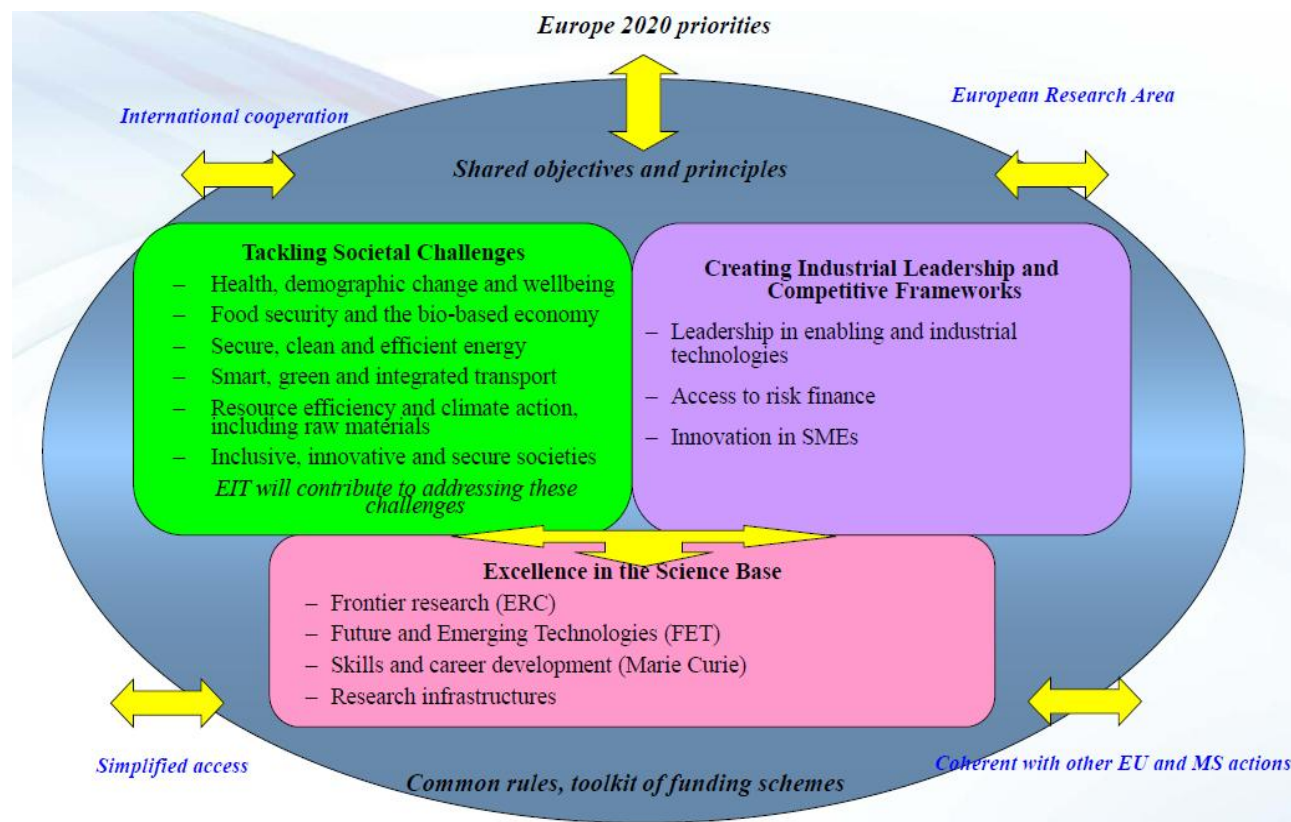 Europe 2020 priorities
International cooperation
European Research Area
Shared objectives and principles
Tackling Societal Challenges
– Health, demographic change and wellbeing
– Food security and the bio-based economy
– Secure, clean and efficient energy
– Smart, green and integrated transport
– Resource efficiency and climate action,
including raw materials
– Inclusive, innovative and secure societies
EIT will contribute to addressing these
challenges
Creating Industrial Leadership and
Competitive Frameworks
– Leadership in enabling and industrial
technologies
– Access to risk finance
– Innovation in SMEs
Excellence in the Science Base
– Frontier research (ERC)
– Future and Emerging Technologies (FET)
– Skills and career development (Marie Curie)
– Research infrastructures
Simplified access
Coherent with other EU and MS actions
Common rules, toolkit of funding schemes